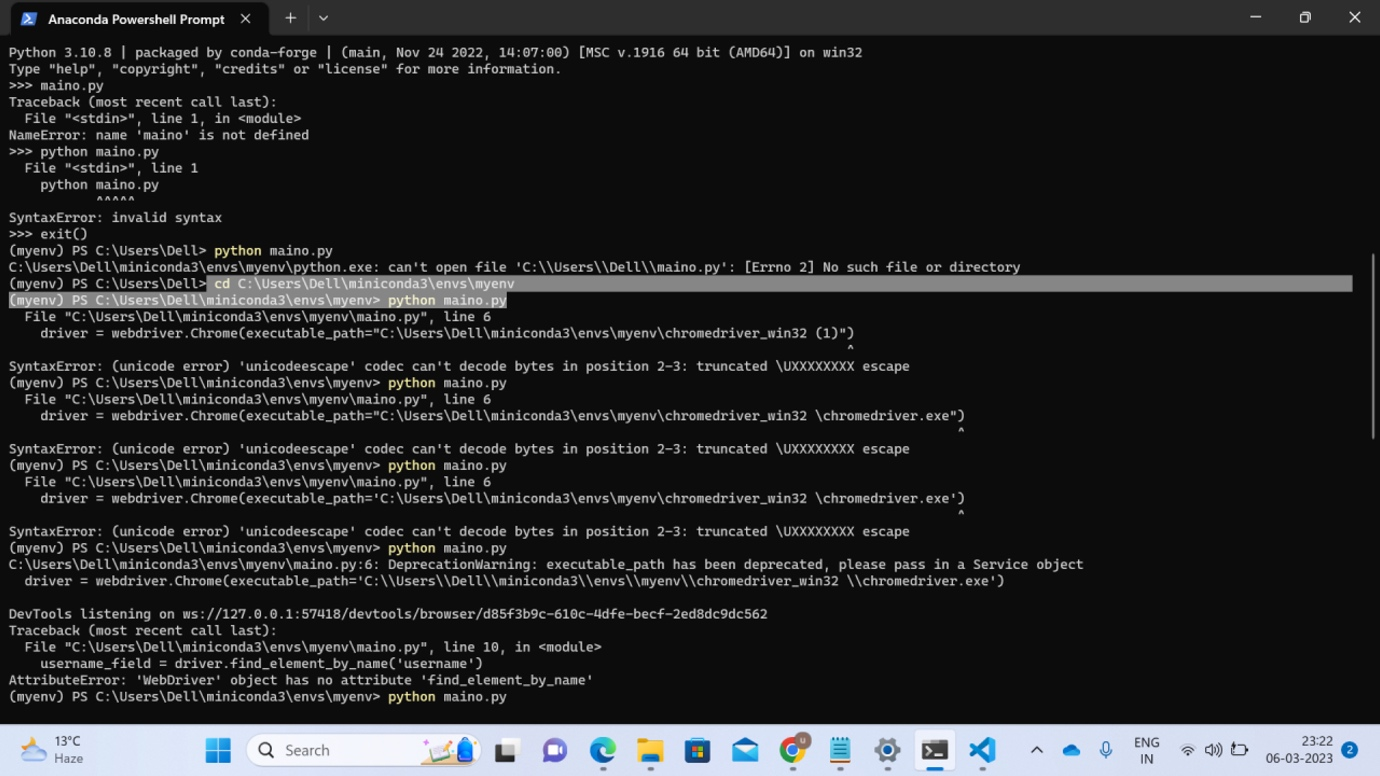 Anaconda Powershell Prompt
Python 3.10.8 | packaged by conda-forge | (main, Nov 24 2022, 14:07:00) [MSC v.1916 64 bit (AMD64)] on win32
Type "help", "copyright", "credits" or "license" for more information.
>>> maino.py
Traceback (most recent call last):
  File "<stdin>", line 1, in <module>
NameError: name 'maino' is not defined
>>> python maino.py
  File "<stdin>", line 1
    python maino.py
           ^^^^^
SyntaxError: invalid syntax
>>> exit()
(myenv) PS C:\Users\Dell> python maino.py
C:\Users\Dell\miniconda3\envs\myenv\python.exe: can't open file 'C:\\Users\\Dell\\maino.py': [Errno 2] No such file or directory
(myenv) PS C:\Users\Dell> cd C:\Users\Dell\miniconda3\envs\myenv
(myenv) PS C:\Users\Dell\miniconda3\envs\myenv> python maino.py
  File "C:\Users\Dell\miniconda3\envs\myenv\maino.py", line 6
    driver = webdriver.Chrome(executable_path="C:\Users\Dell\miniconda3\envs\myenv\chromedriver_win32 (1)")
                                                                                                          ^
SyntaxError: (unicode error) 'unicodeescape' codec can't decode bytes in position 2-3: truncated \UXXXXXXXX escape
(myenv) PS C:\Users\Dell\miniconda3\envs\myenv> python maino.py
  File "C:\Users\Dell\miniconda3\envs\myenv\maino.py", line 6
    driver = webdriver.Chrome(executable_path="C:\Users\Dell\miniconda3\envs\myenv\chromedriver_win32 \chromedriver.exe")
                                                                                                                        ^
SyntaxError: (unicode error) 'unicodeescape' codec can't decode bytes in position 2-3: truncated \UXXXXXXXX escape
(myenv) PS C:\Users\Dell\miniconda3\envs\myenv> python maino.py
  File "C:\Users\Dell\miniconda3\envs\myenv\maino.py", line 6
    driver = webdriver.Chrome(executable_path='C:\Users\Dell\miniconda3\envs\myenv\chromedriver_win32 \chromedriver.exe')
                                                                                                                        ^
SyntaxError: (unicode error) 'unicodeescape' codec can't decode bytes in position 2-3: truncated \UXXXXXXXX escape
(myenv) PS C:\Users\Dell\miniconda3\envs\myenv> python maino.py
C:\Users\Dell\miniconda3\envs\myenv\maino.py:6: DeprecationWarning: executable_path has been deprecated, please pass in a Service object
  driver = webdriver.Chrome(executable_path='C:\\Users\\Dell\\miniconda3\\envs\\myenv\\chromedriver_win32 \\chromedriver.exe')
DevTools listening on ws://127.0.0.1:57418/devtools/browser/d85f3b9c-610c-4dfe-becf-2ed8dc9dc562
Traceback (most recent call last):
  File "C:\Users\Dell\miniconda3\envs\myenv\maino.py", line 10, in <module>
    username_field = driver.find_element_by_name('username')
AttributeError: 'WebDriver' object has no attribute 'find_element_by_name'
(myenv) PS C:\Users\Dell\miniconda3\envs\myenv> python maino.py
13°C
Haze
Search
u
ENG
IN
23:22
06-03-2023
2